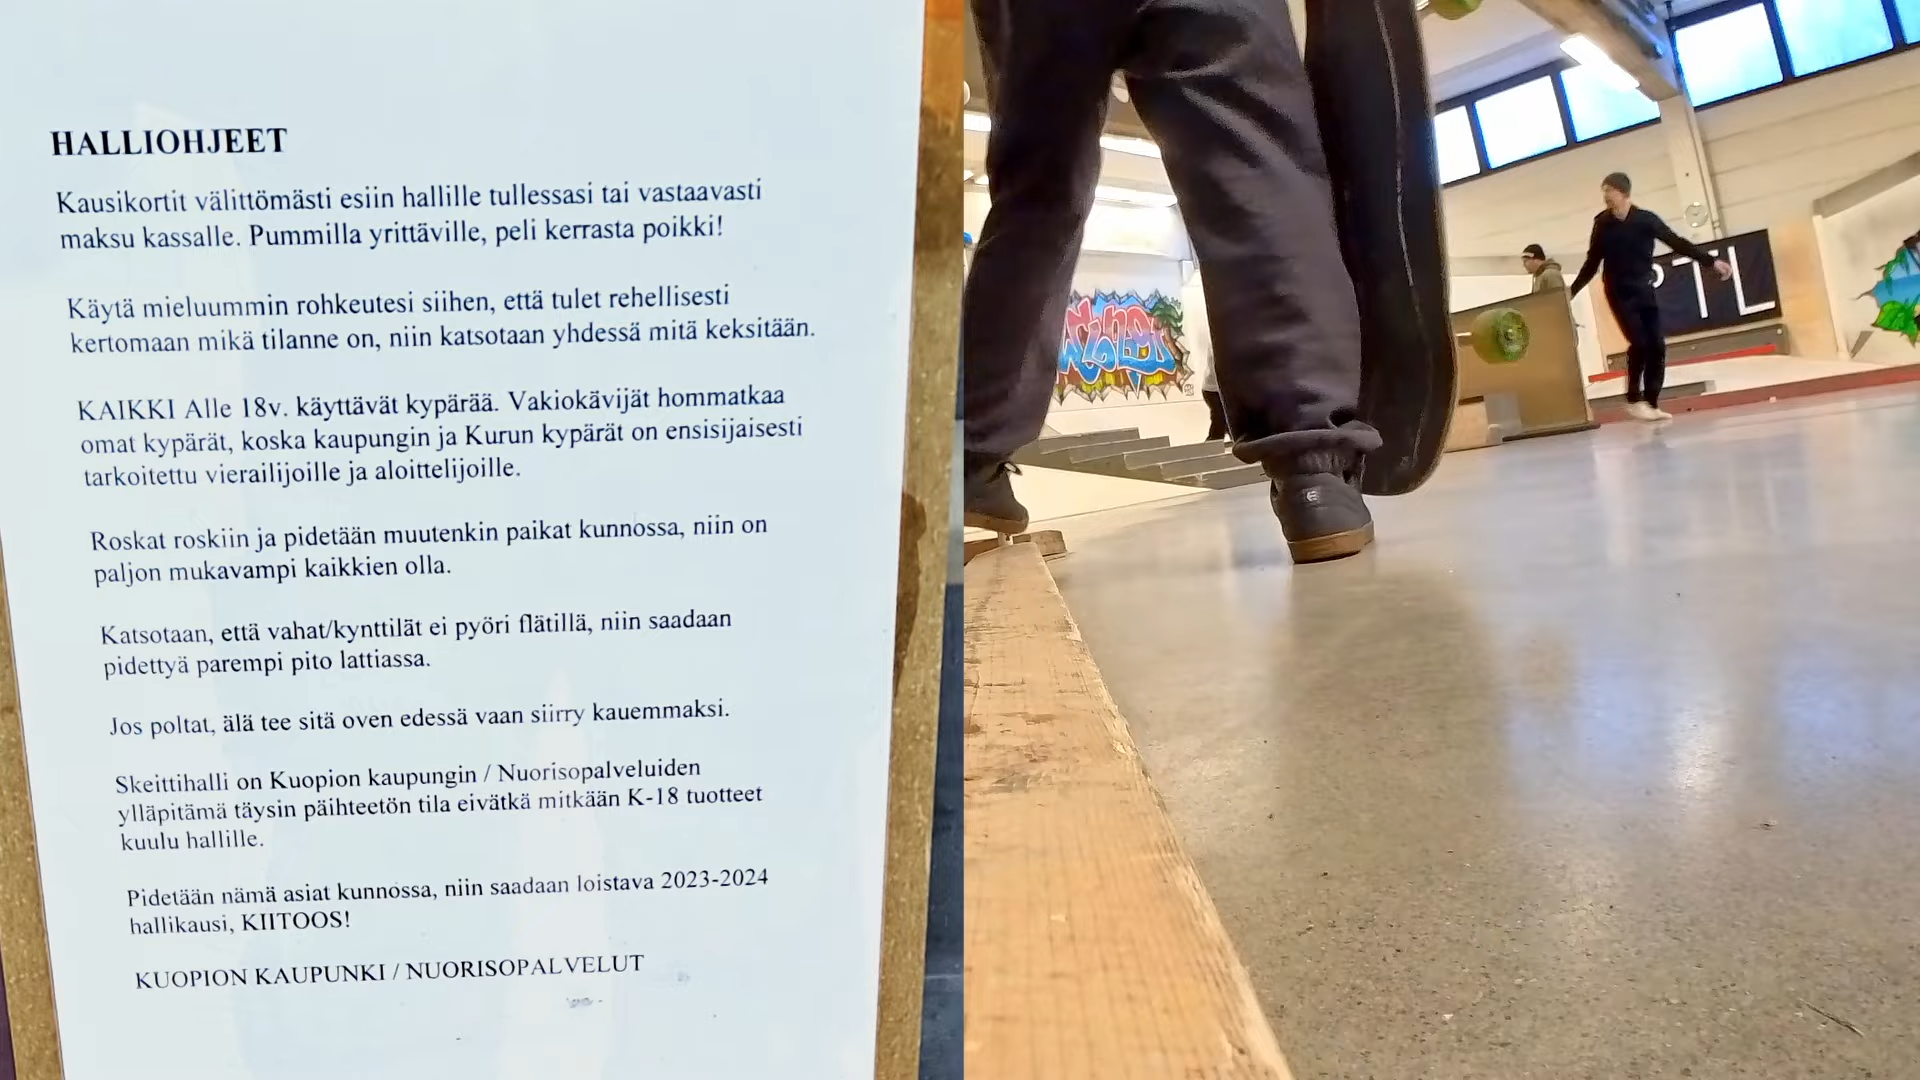 HALLIOHJEET
Kausikortit välittömästi esiin hallille tullessasi tai vastaavasti
maksu kassalle. Pummilla yrittäville, peli kerrasta poikki!
Käytä mieluummin rohkeutesi siihen, että tulet rehellisesti
kertomaan mikä tilanne on, niin katsotaan yhdessä mitä keksitään.
KAIKKI Alle 18v. käyttävät kypärää. Vakiokävijät hommatkaa
omat kypärät, koska kaupungin ja Kurun kypärät on ensisijaisesti
tarkoitettu vierailijoille ja aloittelijoille.
Roskat roskiin ja pidetään muutenkin paikat kunnossa, niin on
paljon mukavampi kaikkien olla.
Katsotaan, että vahat/kynttilät ei pyöri flätillä, niin saadaan
pidettyä parempi pito lattiassa.
Jos poltat, älä tee sitä oven edessä vaan siirry kauemmaksi.
Skeittihalli on Kuopion kaupungin / Nuorisopalveluiden
ylläpitämä täysin päihteetön tila eivätkä mitkään K-18 tuotteet
kuulu hallille.
Pidetään nämä asiat kunnossa, niin saadaan loistava 2023-2024
hallikausi, KIITOOS!
KUOPION KAUPUNKI / NUORISOPALVELUT
TL